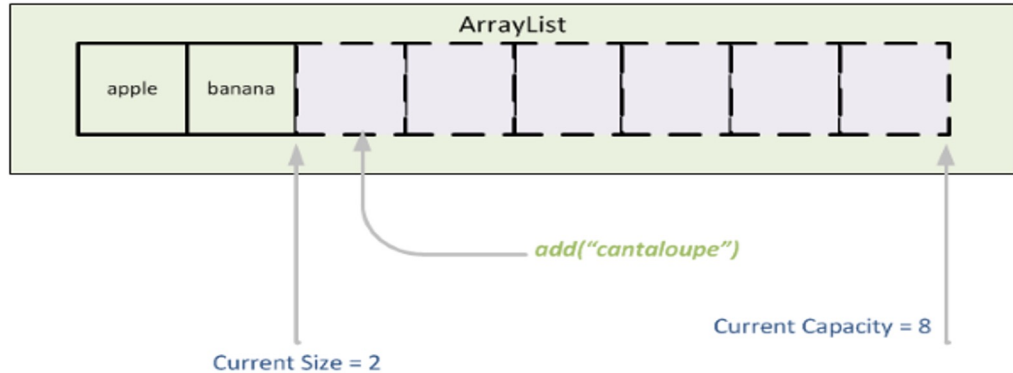 ArrayList
apple
banana
add(“cantaloupe”)
Current Capacity = 8
Current Size = 2